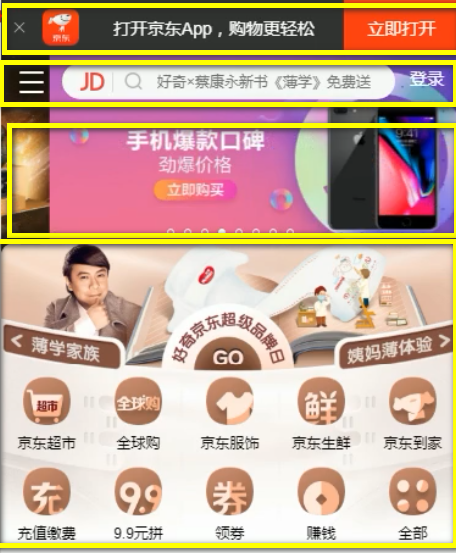 × 京东 打开京东App，购物更轻松 立即打开
JD 好奇×蔡康永新书《薄学》免费送 登录
手机爆款口碑
劲爆价格
立即购买
好奇京东超级品牌日
< 薄学家族 GO 姨妈薄体验 >
超市 全球购 鲜
京东超市 全球购 京东服饰 京东生鲜 京东到家
充 9.9 券
充值缴费 9.9元拼 领券 赚钱 全部